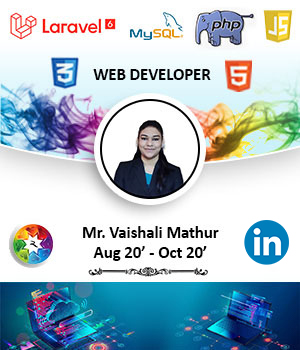 Laravel 6
MySQL
php
JS
3
WEB DEVELOPER
5
Mr. Vaishali Mathur
Aug 20’ - Oct 20’
in